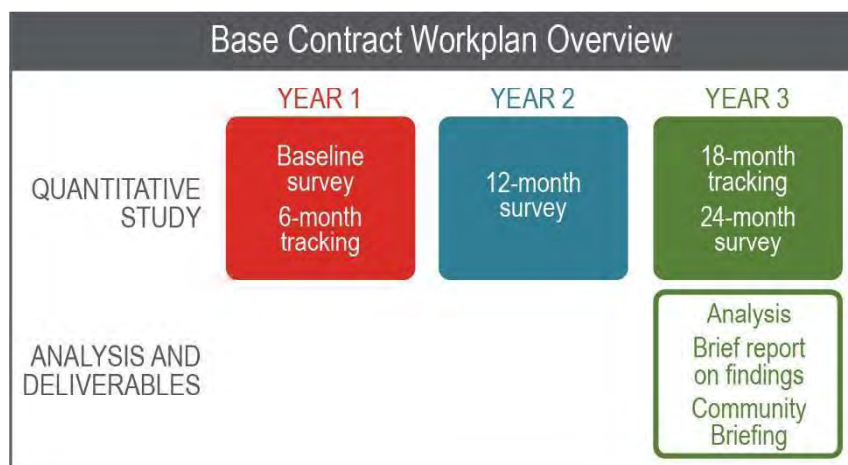 Base Contract Workplan Overview
YEAR 1
YEAR 2
YEAR 3
QUANTITATIVE
STUDY
Baseline
survey
6-month
tracking
12-month
survey
18-month
tracking
24-month
survey
ANALYSIS AND
DELIVERABLES
Analysis
Brief report
on findings
Community
Briefing